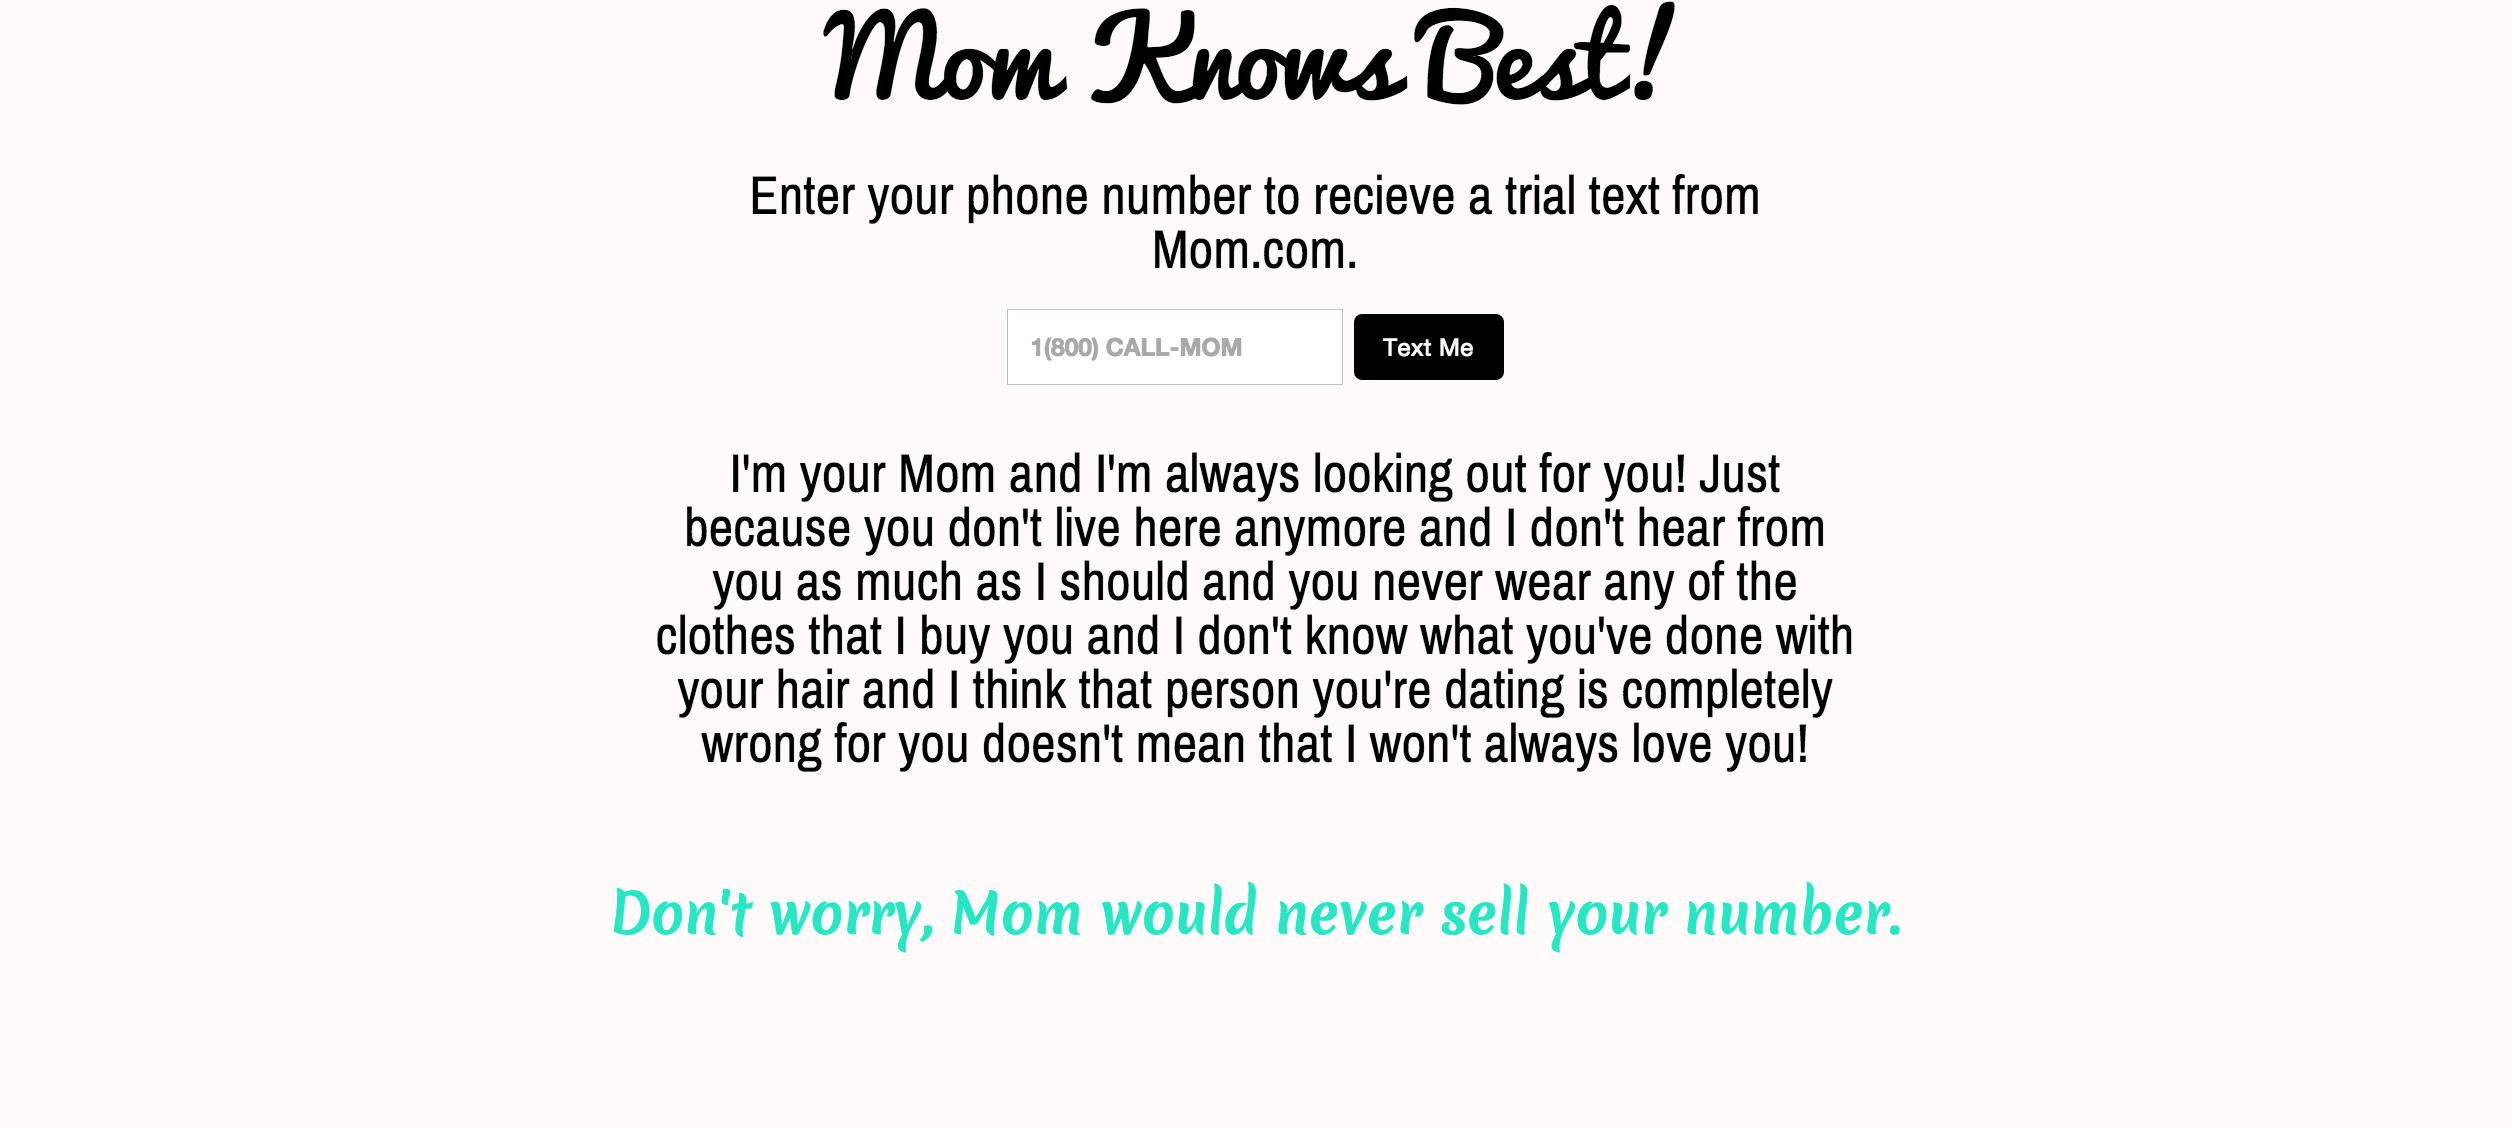 Mom Knows Best!
Enter your phone number to recieve a trial text from
Mom.com.
1(800) CALL-MOM
Text Me
I'm your Mom and I'm always looking out for you! Just
because you don't live here anymore and I don't hear from
you as much as I should and you never wear any of the
clothes that I buy you and I don't know what you've done with
your hair and I think that person you're dating is completely
wrong for you doesn't mean that I won't always love you!
Don't worry, Mom would never sell your number.